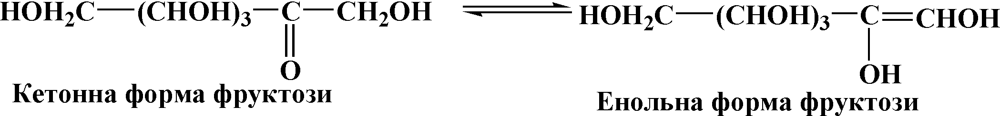 HOH₂C—(CHOH)₃—C—CH₂OH ⇌ HOH₂C—(CHOH)₃—C=CHOH
O
OH
Кетонна форма фруктози
Енольна форма фруктози